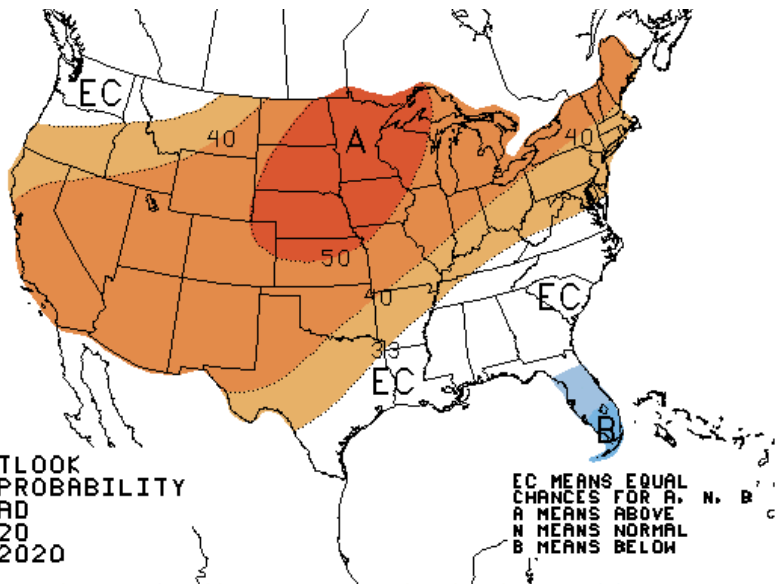 EC
40
A
40
50
40
EC
33
EC
B
TLOOK
PROBABILITY
AD
20
2020
EC MEANS EQUAL
CHANCES FOR A, N, B
A MEANS ABOVE
N MEANS NORMAL
B MEANS BELOW